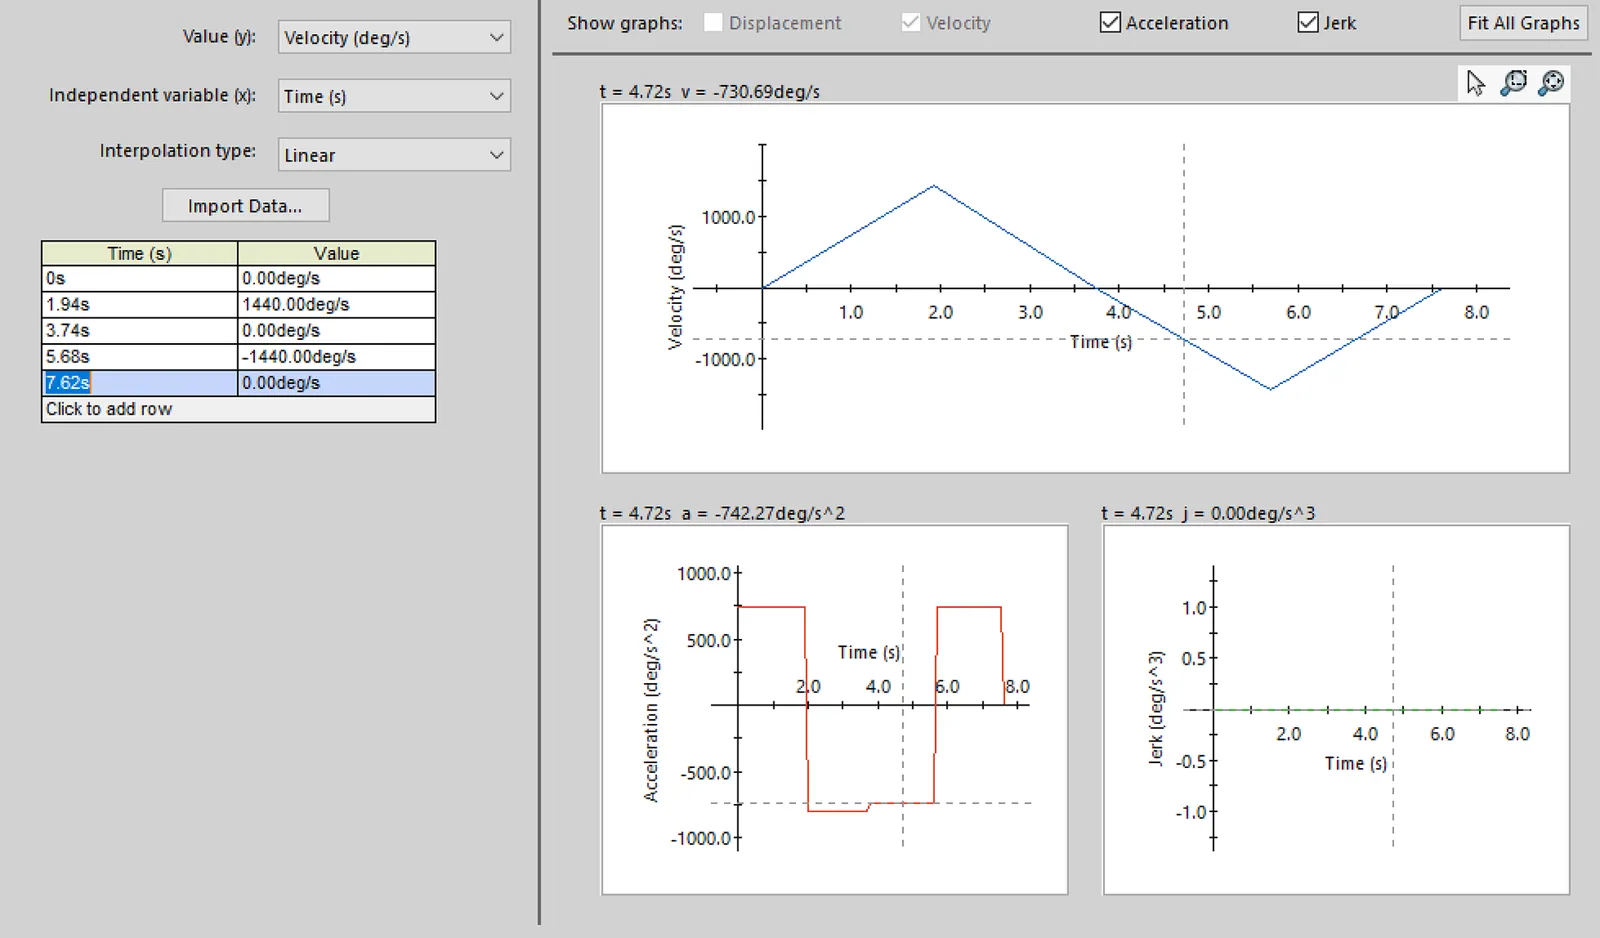 Value (y): Velocity (deg/s)
Independent variable (x): Time (s)
Interpolation type: Linear
Import Data...
Time (s) Value
0s 0.00deg/s
1.94s 1440.00deg/s
3.74s 0.00deg/s
5.68s -1440.00deg/s
7.62s 0.00deg/s
Click to add row
Show graphs: Displacement Velocity Acceleration Jerk Fit All Graphs
t = 4.72s v = -730.69deg/s
Velocity (deg/s)
1000.0
1.0 2.0 3.0 4.0 5.0 6.0 7.0 8.0
Time (s)
-1000.0
t = 4.72s a = -742.27deg/s^2
Acceleration (deg/s^2)
1000.0
500.0
Time (s)
2.0 4.0 6.0 8.0
-500.0
-1000.0
t = 4.72s j = 0.00deg/s^3
Jerk (deg/s^3)
1.0
0.5
2.0 4.0 6.0 8.0
-0.5
Time (s)
-1.0